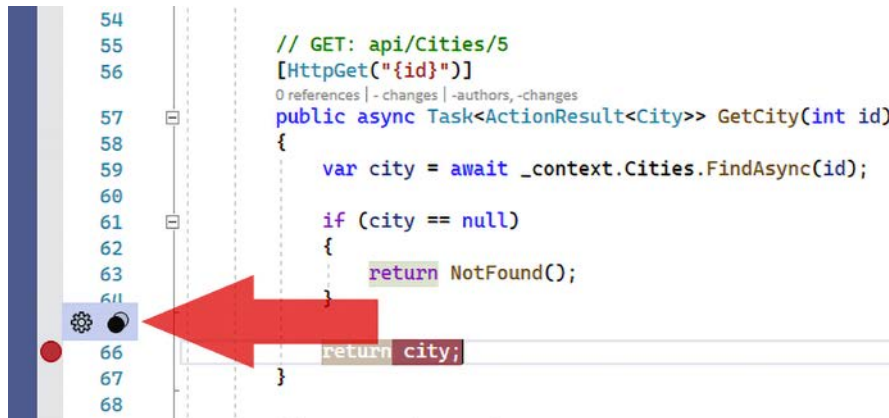 54
55 // GET: api/Cities/5
56 [HttpGet("{id}")]
0 references | - changes | -authors, -changes
57 public async Task<ActionResult<City>> GetCity(int id)
58 {
59 var city = await _context.Cities.FindAsync(id);
60
61 if (city == null)
62 {
63 return NotFound();
64 }
66 return city;
67 }
68